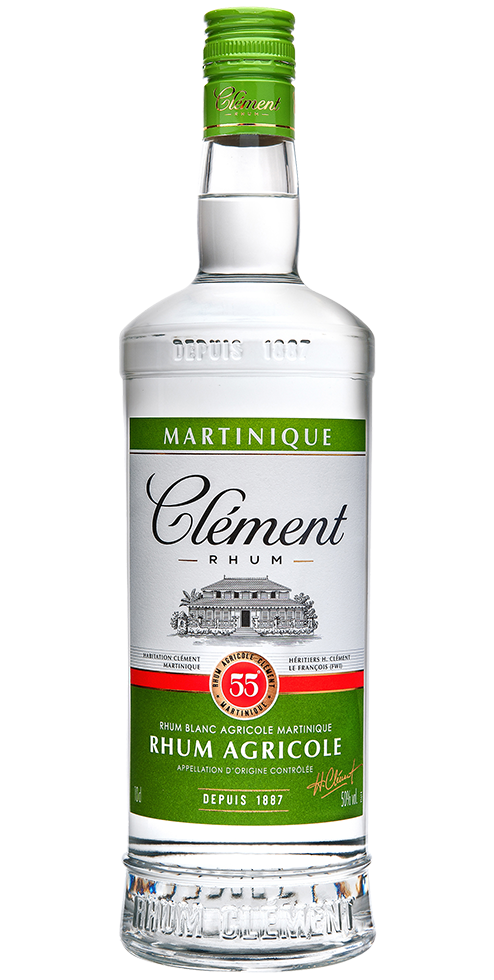 Clément
RHUM
DEPUIS 1887
MARTINIQUE
Clément
RHUM
HABITATION CLÉMENT
MARTINIQUE
HÉRITIERS H. CLÉMENT
LE FRANÇOIS (FWI)
RHUM AGRICOLE CLÉMENT
55°
MARTINIQUE
RHUM BLANC AGRICOLE MARTINIQUE
RHUM AGRICOLE
APPELLATION D'ORIGINE CONTRÔLÉE
H. Clément
DEPUIS 1887
50% vol.
RHUM CLÉMENT